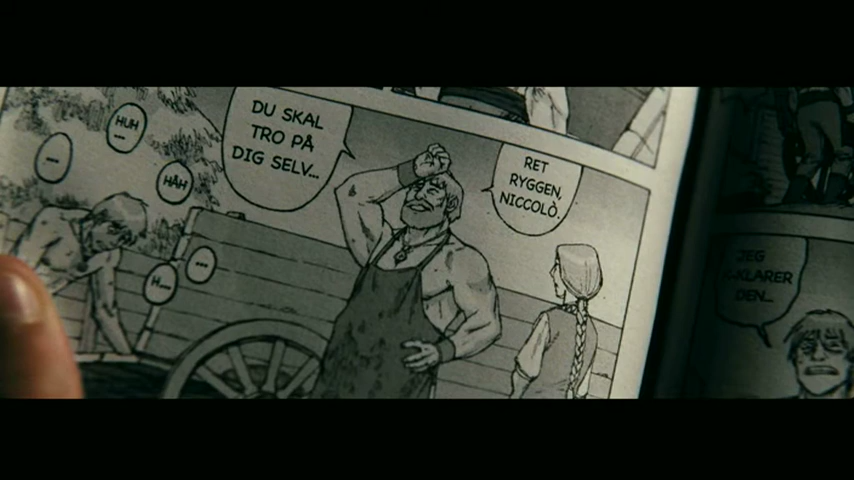 HUH
...
...
HÅH
H...
...
DU SKAL
TRO PÅ
DIG SELV...
RET
RYGGEN,
NICCOLÒ.
JEG
KLARER
DEN...